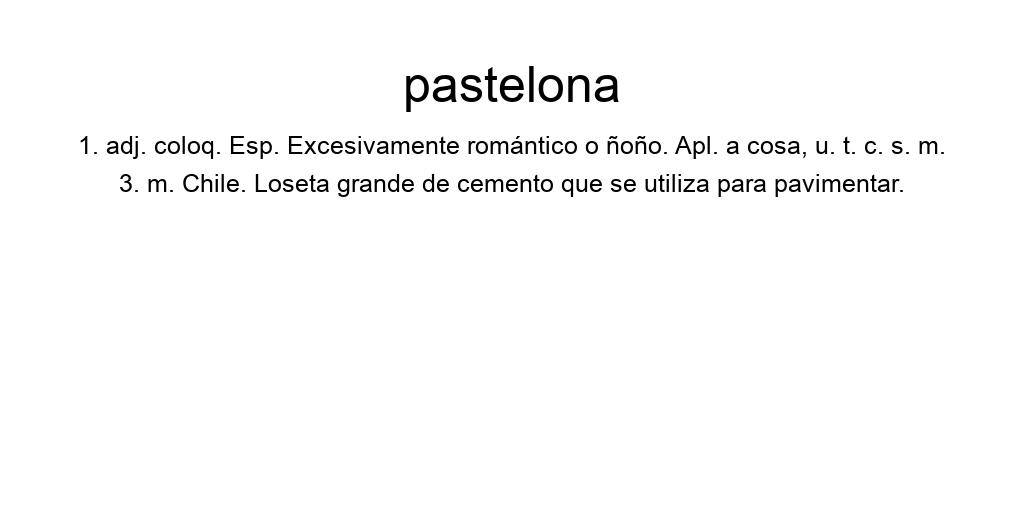 pastelona
1. adj. coloq. Esp. Excesivamente romántico o ñoño. Apl. a cosa, u. t. c. s. m.
3. m. Chile. Loseta grande de cemento que se utiliza para pavimentar.